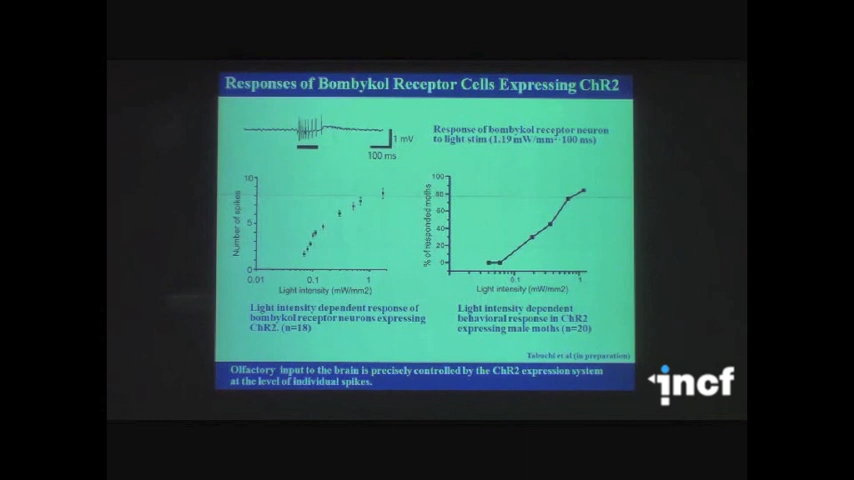 Responses of Bombykol Receptor Cells Expressing ChR2
1 mV
100 ms
Response of bombykol receptor neuron
to light stim (1.19 mW/mm² 100 ms)
10
5
0
Number of spikes
0.01
0.1
1
Light intensity (mW/mm2)
100
80
60
40
20
0
% of responded moths
0.1
1
Light intensity (mW/mm2)
Light intensity dependent response of
bombykol receptor neurons expressing
ChR2. (n=18)
Light intensity dependent
behavioral response in ChR2
expressing male moths (n=20)
Tabuchi et al (in preparation)
Olfactory input to the brain is precisely controlled by the ChR2 expression system
at the level of individual spikes.
incf